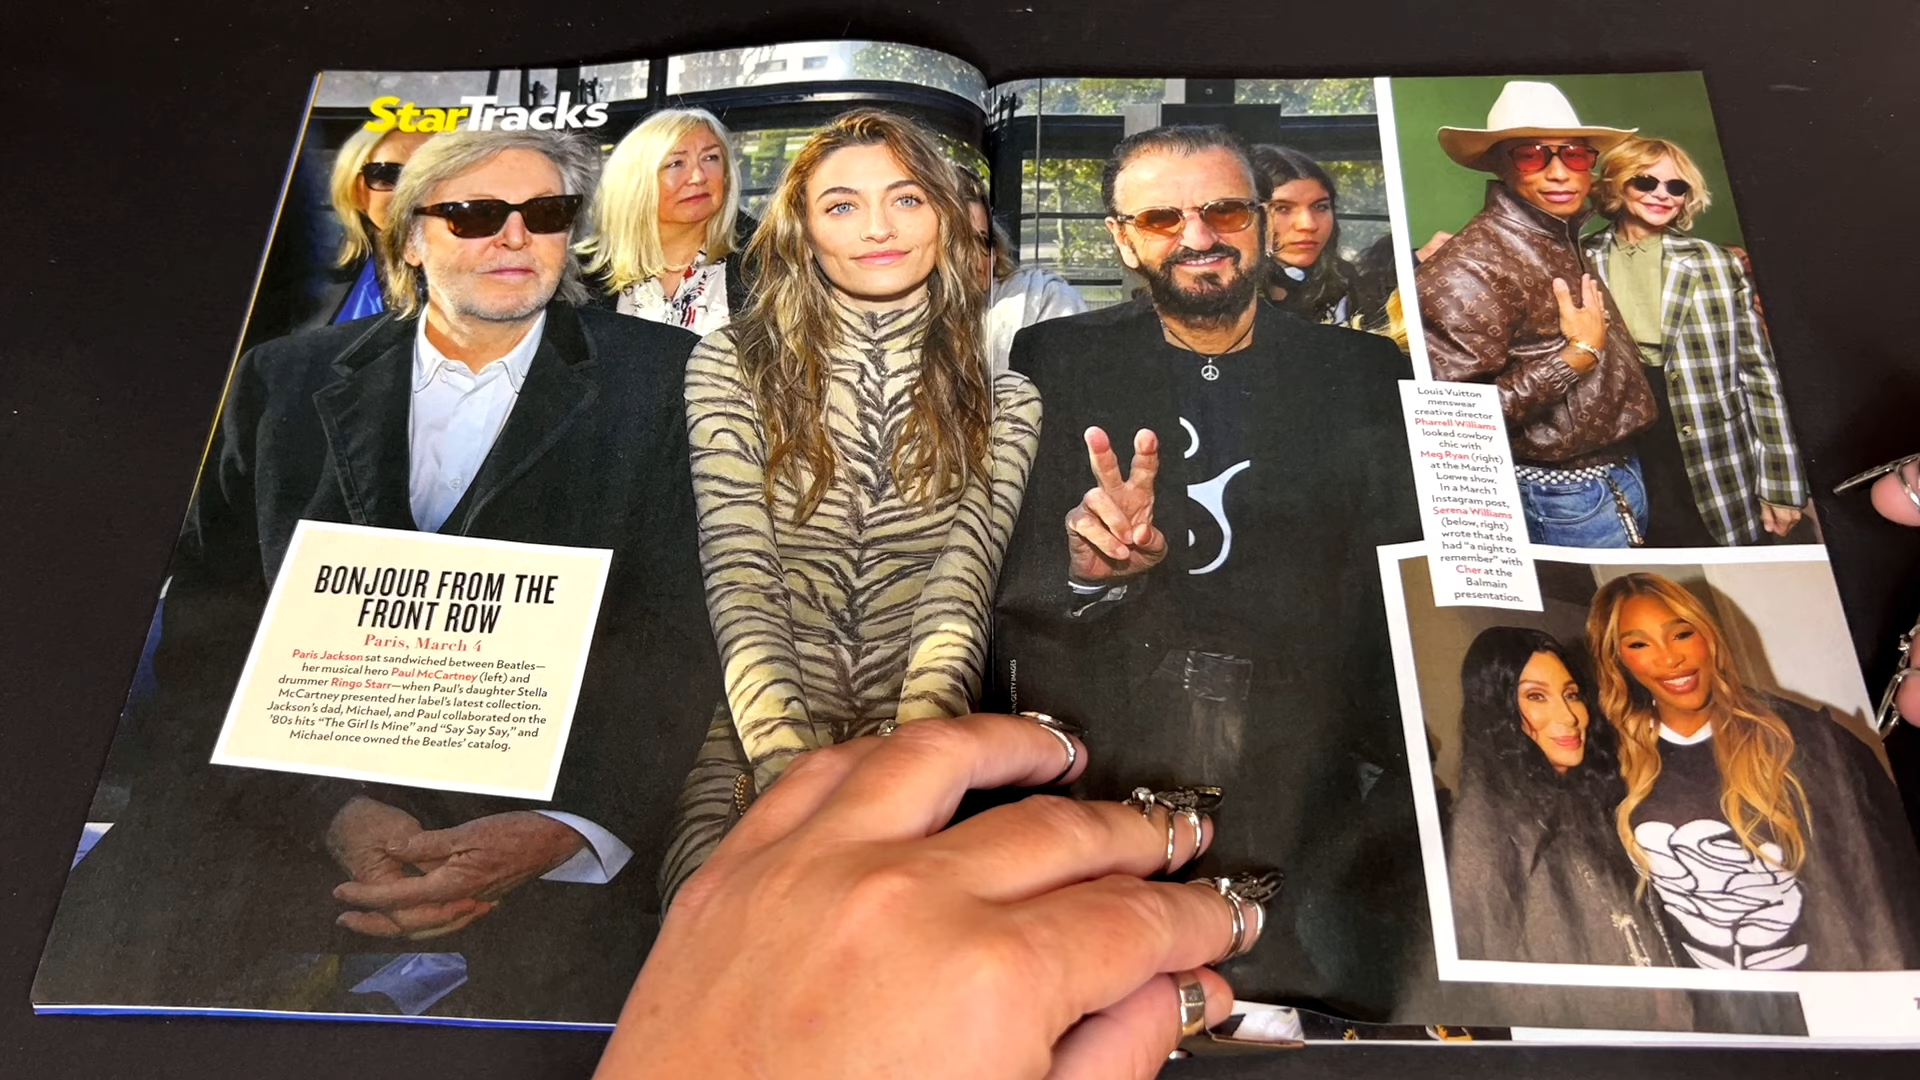 StarTracks
BONJOUR FROM THE
FRONT ROW
Paris, March 4
Paris Jackson sat sandwiched between Beatles—
her musical hero Paul McCartney (left) and
drummer Ringo Starr—when Paul's daughter Stella
McCartney presented her label's latest collection.
Jackson's dad, Michael, and Paul collaborated on the
'80s hits "The Girl Is Mine" and "Say Say Say," and
Michael once owned the Beatles' catalog.
GETTY IMAGES
Louis Vuitton
menswear
creative director
Pharrell Williams
looked cowboy
chic with
Meg Ryan (right)
at the March 1
Loewe show.
In a March 1
Instagram post,
Serena Williams
(below, right)
wrote that she
had "a night to
remember" with
Cher at the
Balmain
presentation.